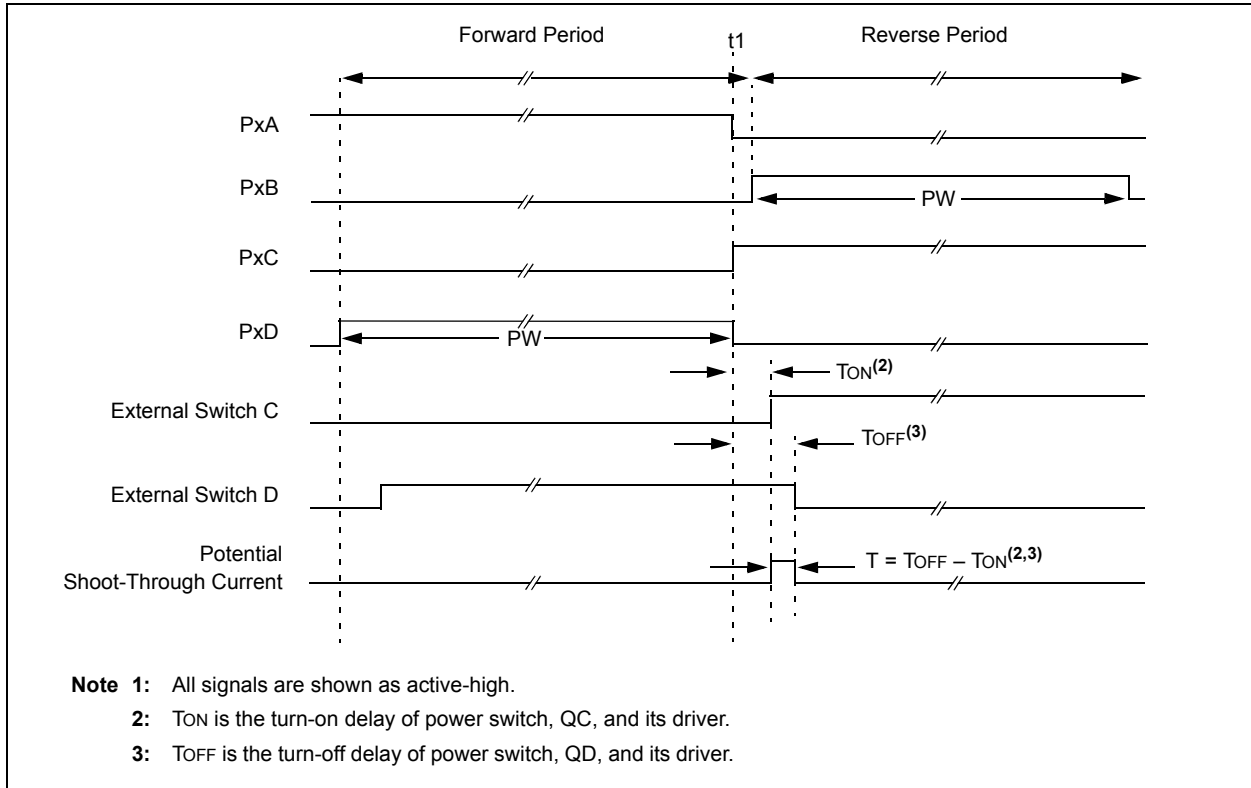 Forward Period
t1
Reverse Period
PxA
PxB
PW
PxC
PxD
PW
TON(2)
External Switch C
TOFF(3)
External Switch D
Potential
Shoot-Through Current
T = TOFF – TON(2,3)
Note 1: All signals are shown as active-high.
2: TON is the turn-on delay of power switch, QC, and its driver.
3: TOFF is the turn-off delay of power switch, QD, and its driver.